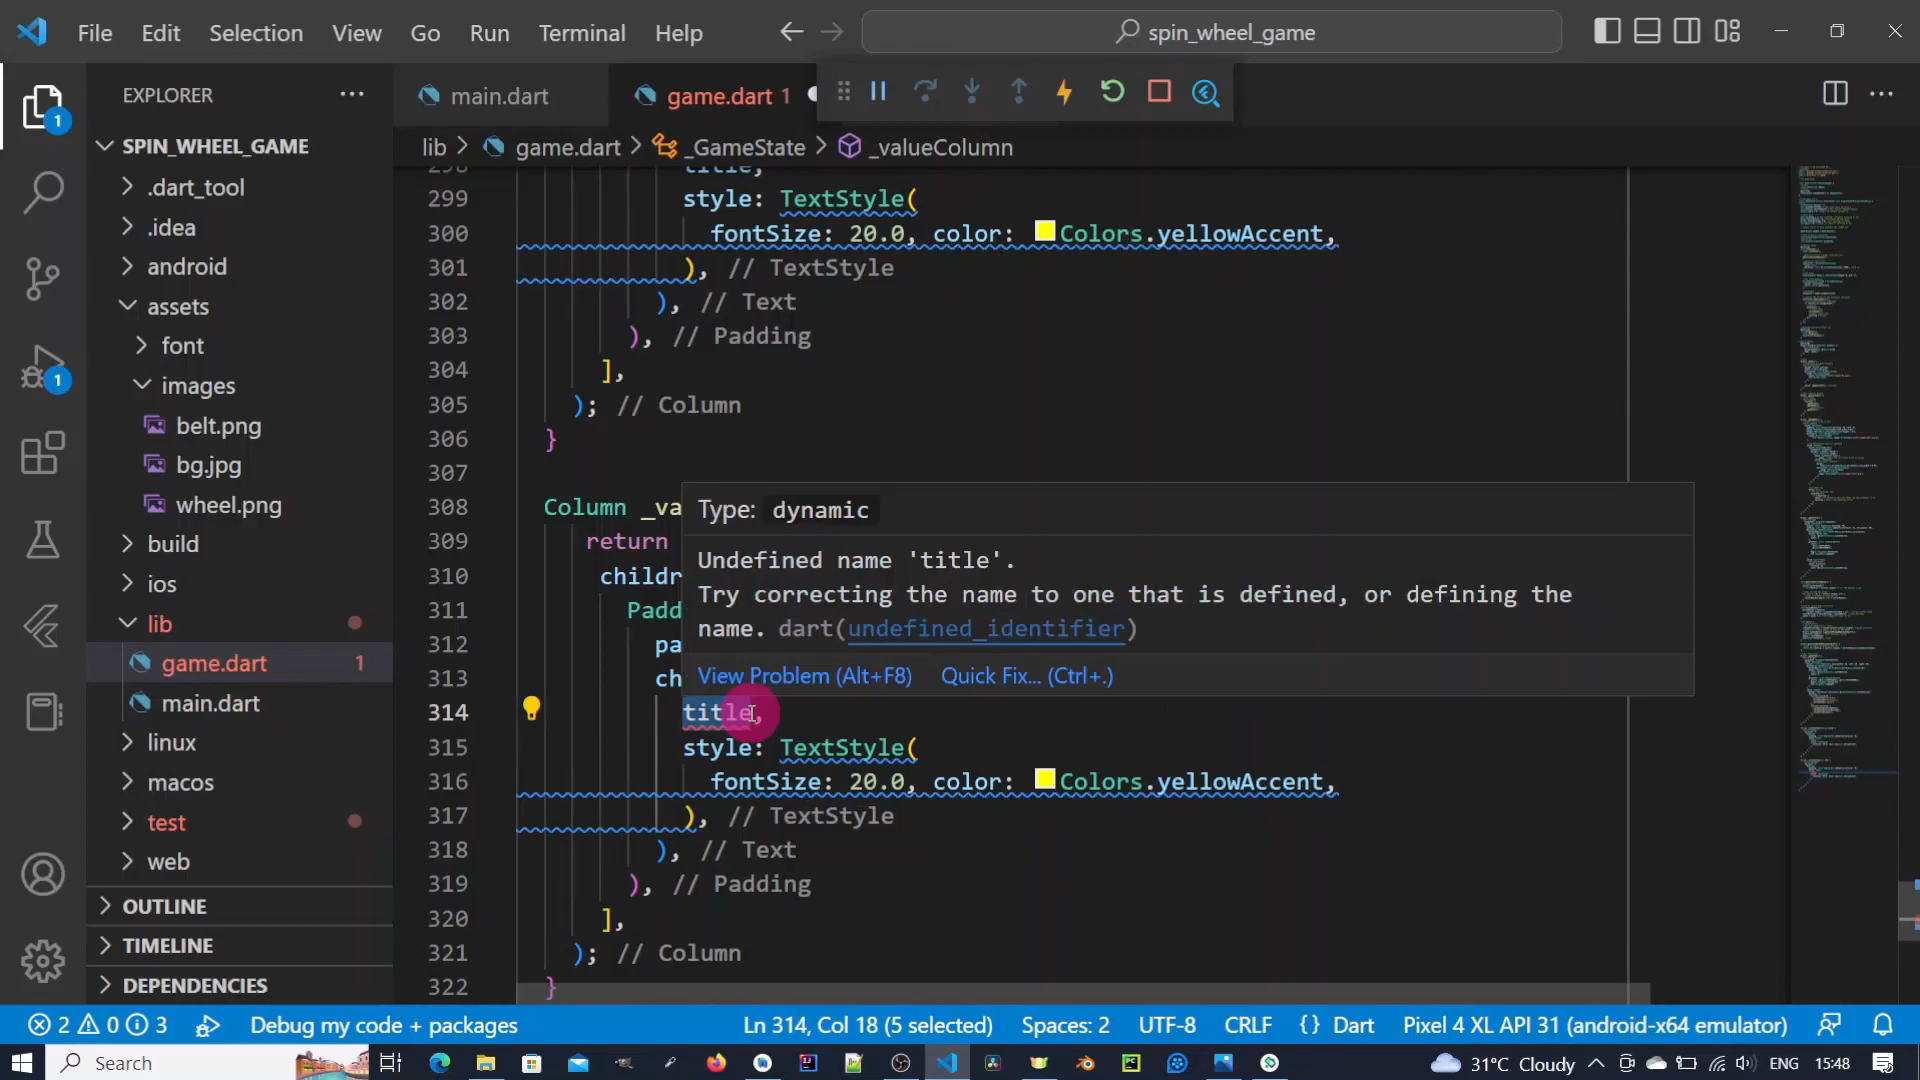 File Edit Selection View Go Run Terminal Help
spin_wheel_game
EXPLORER
main.dart
game.dart 1
1
SPIN_WHEEL_GAME
lib > game.dart > _GameState > _valueColumn
.dart_tool
.idea
android
assets
font
images
belt.png
bg.jpg
wheel.png
build
ios
lib
game.dart 1
main.dart
linux
macos
test
web
OUTLINE
TIMELINE
DEPENDENCIES
1
298 title,
299 style: TextStyle(
300 fontSize: 20.0, color: Colors.yellowAccent,
301 ), // TextStyle
302 ), // Text
303 ), // Padding
304 ],
305 ); // Column
306 }
307
308 Column _va
309 return
310 childr
311 Padd
312 pa
313 ch
314 title,
315 style: TextStyle(
316 fontSize: 20.0, color: Colors.yellowAccent,
317 ), // TextStyle
318 ), // Text
319 ), // Padding
320 ],
321 ); // Column
322 }
Type: dynamic
Undefined name 'title'.
Try correcting the name to one that is defined, or defining the
name. dart(undefined_identifier)
View Problem (Alt+F8) Quick Fix... (Ctrl+.)
2 0 3 Debug my code + packages Ln 314, Col 18 (5 selected) Spaces: 2 UTF-8 CRLF {} Dart Pixel 4 XL API 31 (android-x64 emulator)
Search 31°C Cloudy ENG 15:48